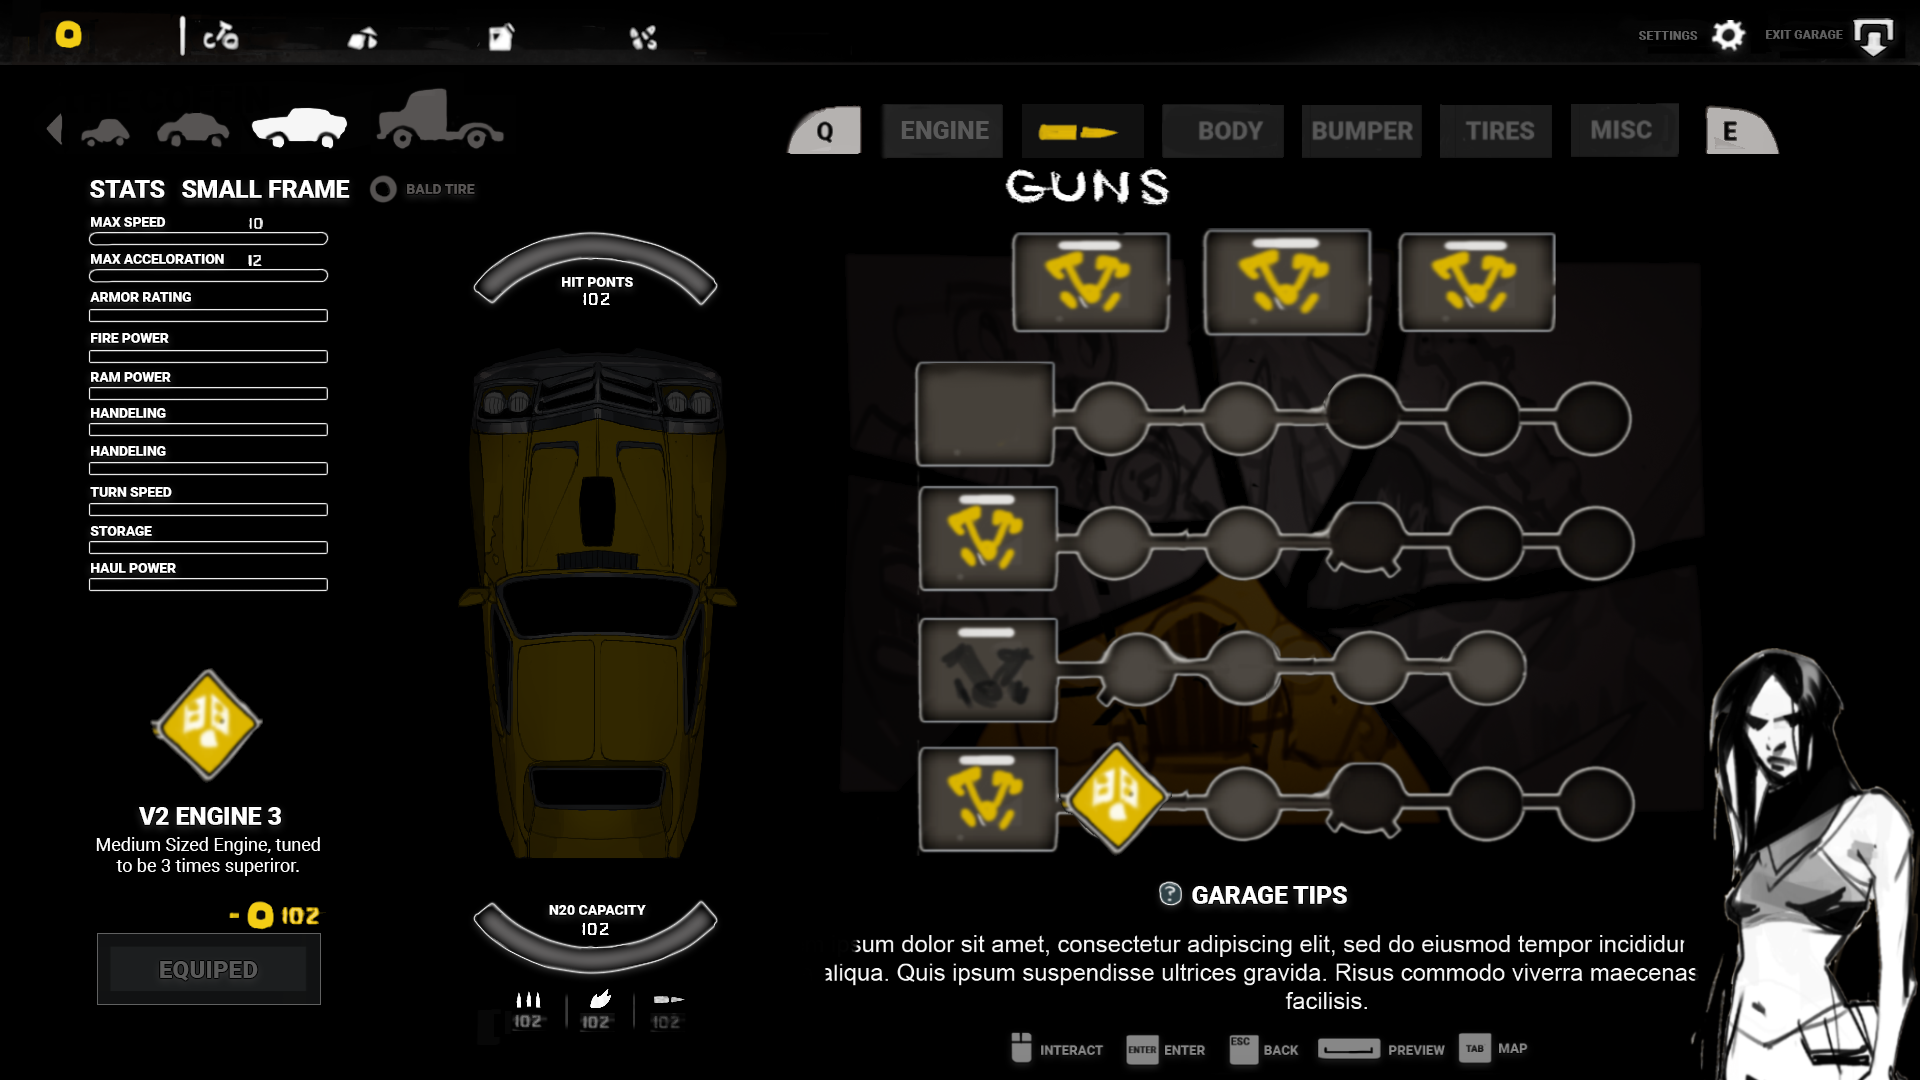 SETTINGS
EXIT GARAGE
Q
ENGINE
BODY
BUMPER
TIRES
MISC
E
STATS SMALL FRAME
BALD TIRE
GUNS
MAX SPEED 10
MAX ACCELORATION 12
ARMOR RATING
FIRE POWER
RAM POWER
HANDELING
HANDELING
TURN SPEED
STORAGE
HAUL POWER
HIT PONTS
102
V2 ENGINE 3
Medium Sized Engine, tuned
to be 3 times superiror.
- 102
EQUIPED
N20 CAPACITY
102
102 102 102
? GARAGE TIPS
sum dolor sit amet, consectetur adipiscing elit, sed do eiusmod tempor incididur
aliqua. Quis ipsum suspendisse ultrices gravida. Risus commodo viverra maecenas
facilisis.
INTERACT
ENTER ENTER
ESC BACK
PREVIEW
TAB MAP